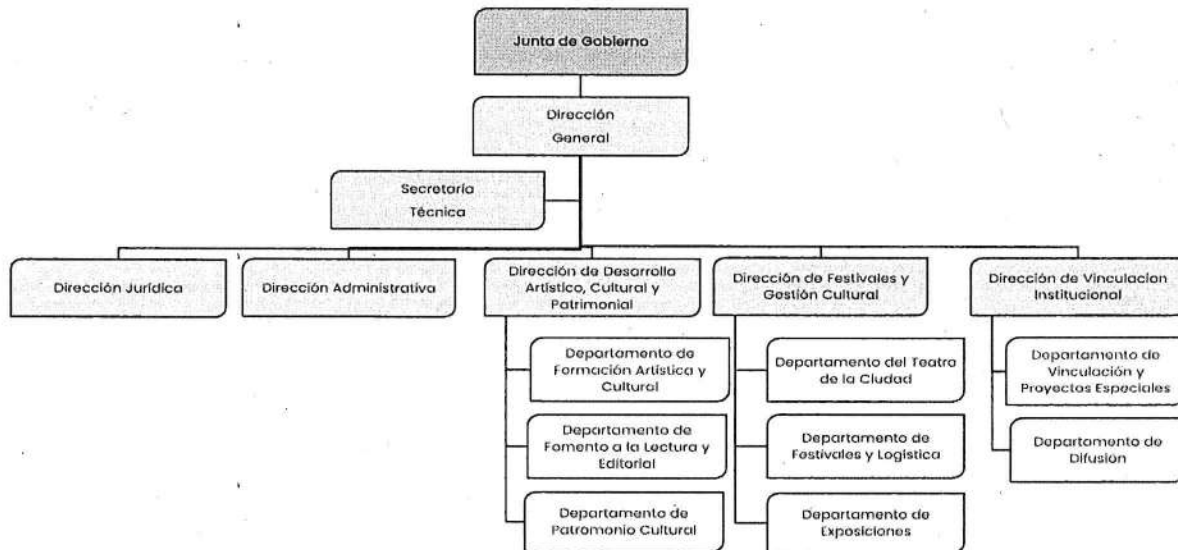 Junta de Gobierno
Dirección
General
Secretaría
Técnica
Dirección Jurídica
Dirección Administrativa
Dirección de Desarrollo
Artístico, Cultural y
Patrimonial
Dirección de Festivales y
Gestión Cultural
Dirección de Vinculacion
Institucional
Departamento de
Formación Artística y
Cultural
Departamento de
Fomento a la Lectura y
Editorial
Departamento de
Patromonio Cultural
Departamento del Teatro
de la Ciudad
Departamento de
Festivales y Logística
Departamento de
Exposiciones
Departamento de
Vinculación y
Proyectos Especiales
Departamento de
Difusión